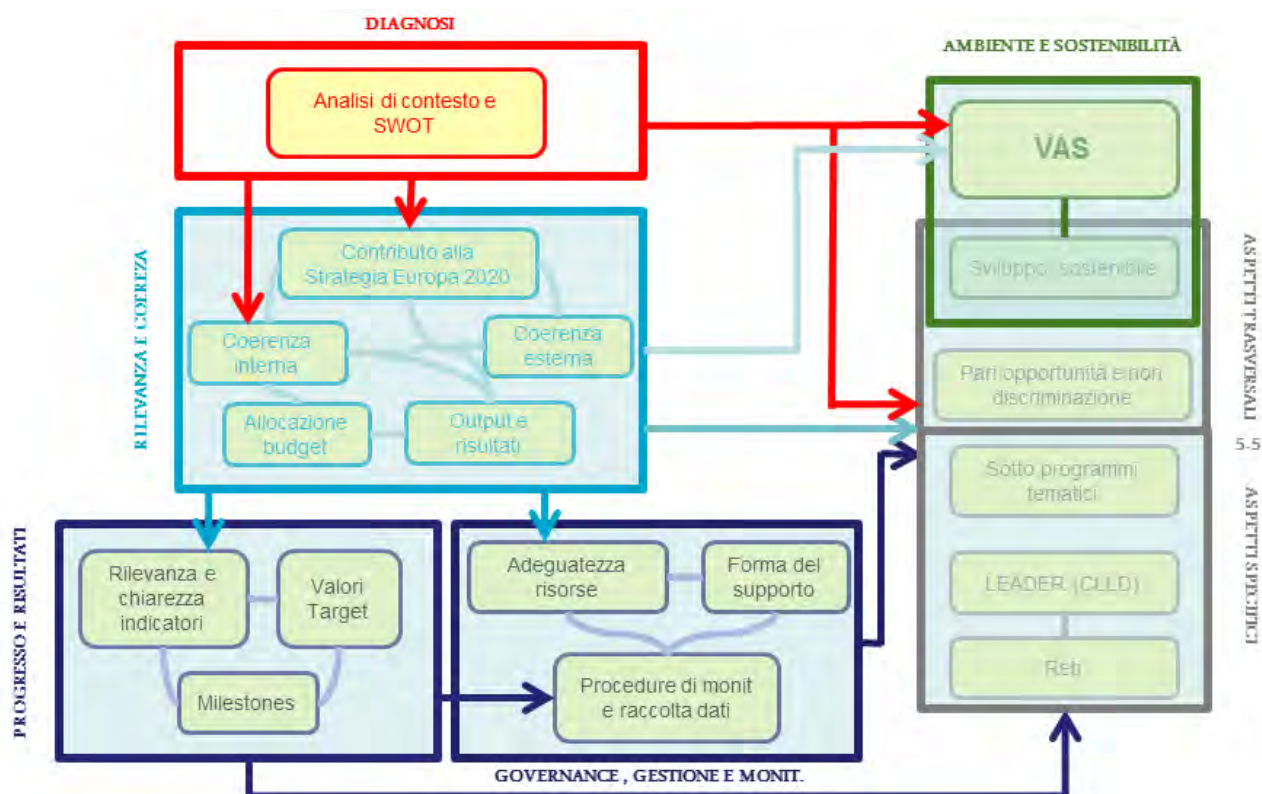 DIAGNOSI
Analisi di contesto e
SWOT
AMBIENTE E SOSTENIBILITÀ
VAS
Sviluppo sostenibile
RILEVANZA E COEREZA
Contributo alla
Strategia Europa 2020
Coerenza
interna
Coerenza
esterna
Allocazione
budget
Output e
risultati
Pari opportunità e non
discriminazione
ASPETTI TRASVERSALI
5-5
ASPETTI SPECIFICI
Sotto programmi
tematici
LEADER (CLLD)
Reti
PROGRESSO E RISULTATI
Rilevanza e
chiarezza
indicatori
Valori
Target
Milestones
Adeguatezza
risorse
Forma del
supporto
Procedure di monit
e raccolta dati
GOVERNANCE , GESTIONE E MONIT.